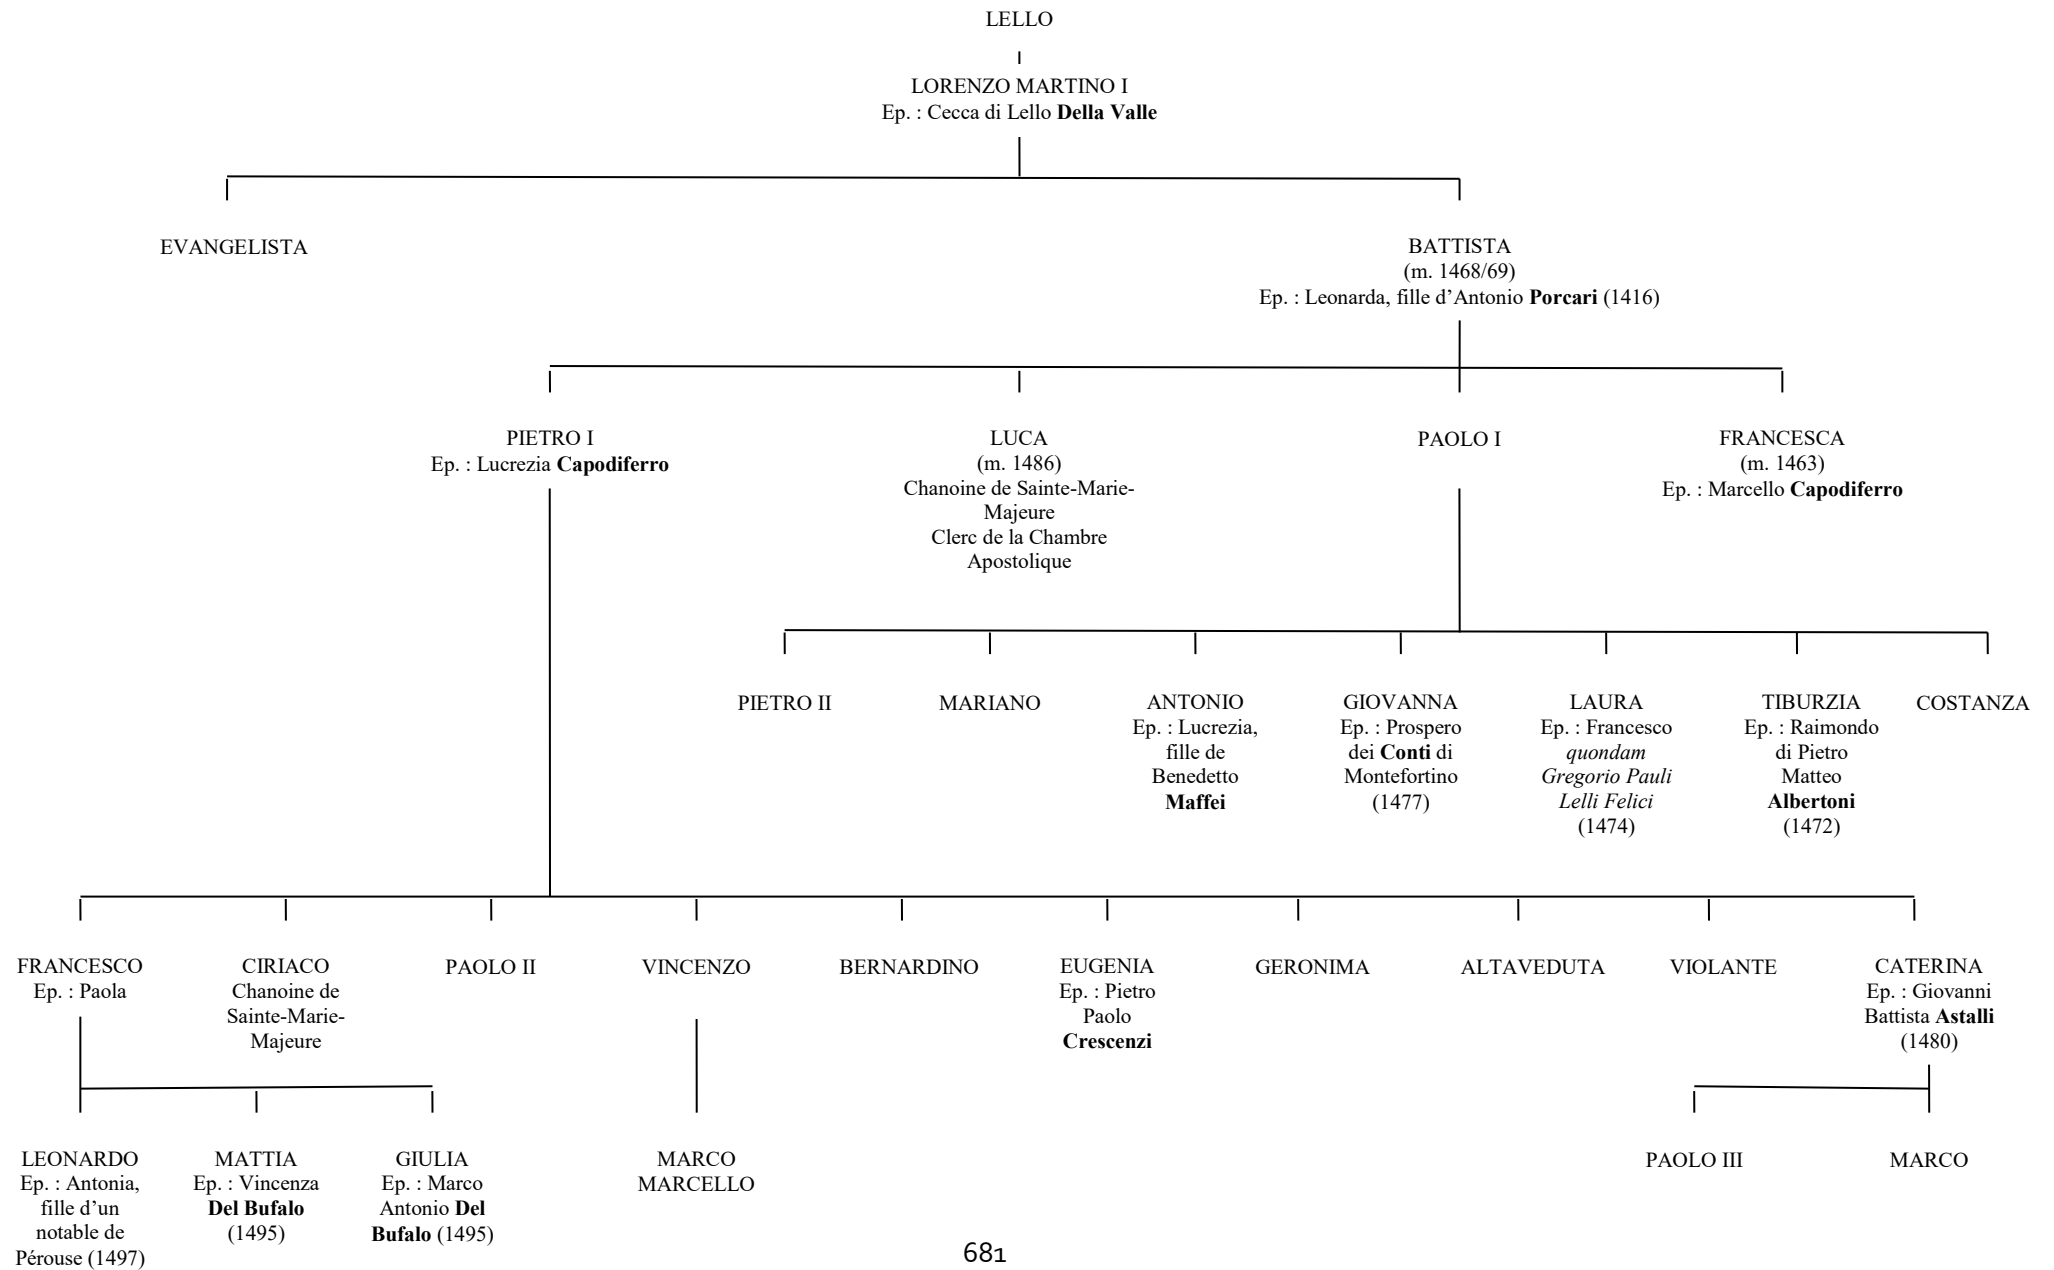 LELLO
LORENZO MARTINO I
Ep. : Cecca di Lello Della Valle
EVANGELISTA
BATTISTA
(m. 1468/69)
Ep. : Leonarda, fille d’Antonio Porcari (1416)
PIETRO I
Ep. : Lucrezia Capodiferro
LUCA
(m. 1486)
Chanoine de Sainte-Marie-
Majeure
Clerc de la Chambre
Apostolique
PAOLO I
FRANCESCA
(m. 1463)
Ep. : Marcello Capodiferro
PIETRO II
MARIANO
ANTONIO
Ep. : Lucrezia,
fille de
Benedetto
Maffei
GIOVANNA
Ep. : Prospero
dei Conti di
Montefortino
(1477)
LAURA
Ep. : Francesco
quondam
Gregorio Pauli
Lelli Felici
(1474)
TIBURZIA
Ep. : Raimondo
di Pietro
Matteo
Albertoni
(1472)
COSTANZA
FRANCESCO
Ep. : Paola
CIRIACO
Chanoine de
Sainte-Marie-
Majeure
PAOLO II
VINCENZO
BERNARDINO
EUGENIA
Ep. : Pietro
Paolo
Crescenzi
GERONIMA
ALTAVEDUTA
VIOLANTE
CATERINA
Ep. : Giovanni
Battista Astalli
(1480)
LEONARDO
Ep. : Antonia,
fille d’un
notable de
Pérouse (1497)
MATTIA
Ep. : Vincenza
Del Bufalo
(1495)
GIULIA
Ep. : Marco
Antonio Del
Bufalo (1495)
MARCO
MARCELLO
PAOLO III
MARCO
681